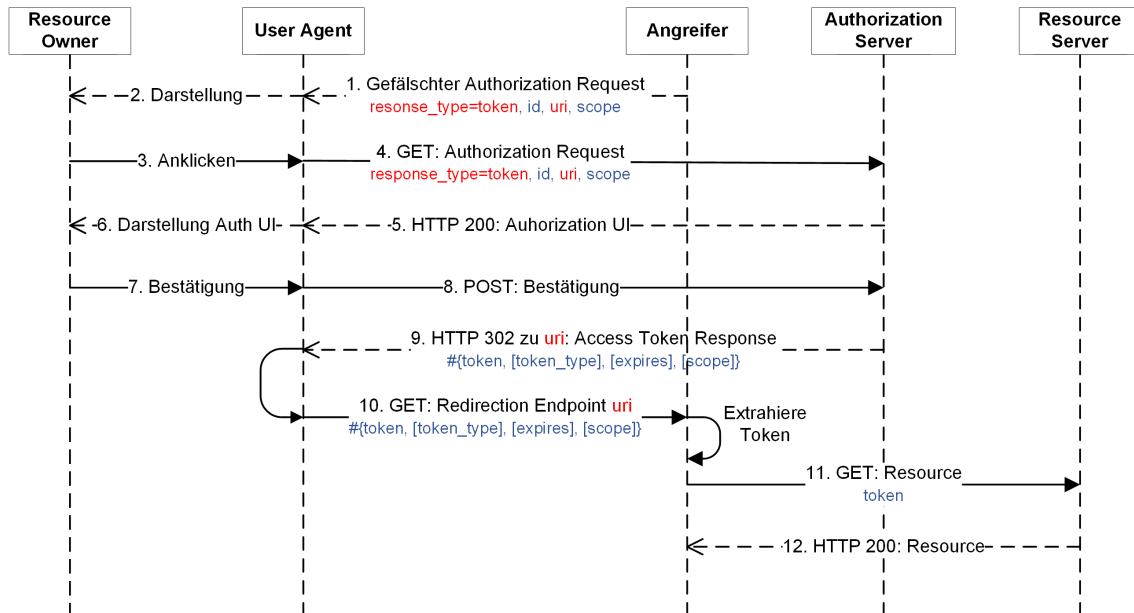 Resource
Owner
User Agent
Angreifer
Authorization
Server
Resource
Server
1. Gefälschter Authorization Request
resonse_type=token, id, uri, scope
2. Darstellung
3. Anklicken
4. GET: Authorization Request
response_type=token, id, uri, scope
6. Darstellung Auth UI
5. HTTP 200: Auhorization UI
7. Bestätigung
8. POST: Bestätigung
9. HTTP 302 zu uri: Access Token Response
#{token, [token_type], [expires], [scope]}
10. GET: Redirection Endpoint uri
#{token, [token_type], [expires], [scope]}
Extrahiere
Token
11. GET: Resource
token
12. HTTP 200: Resource